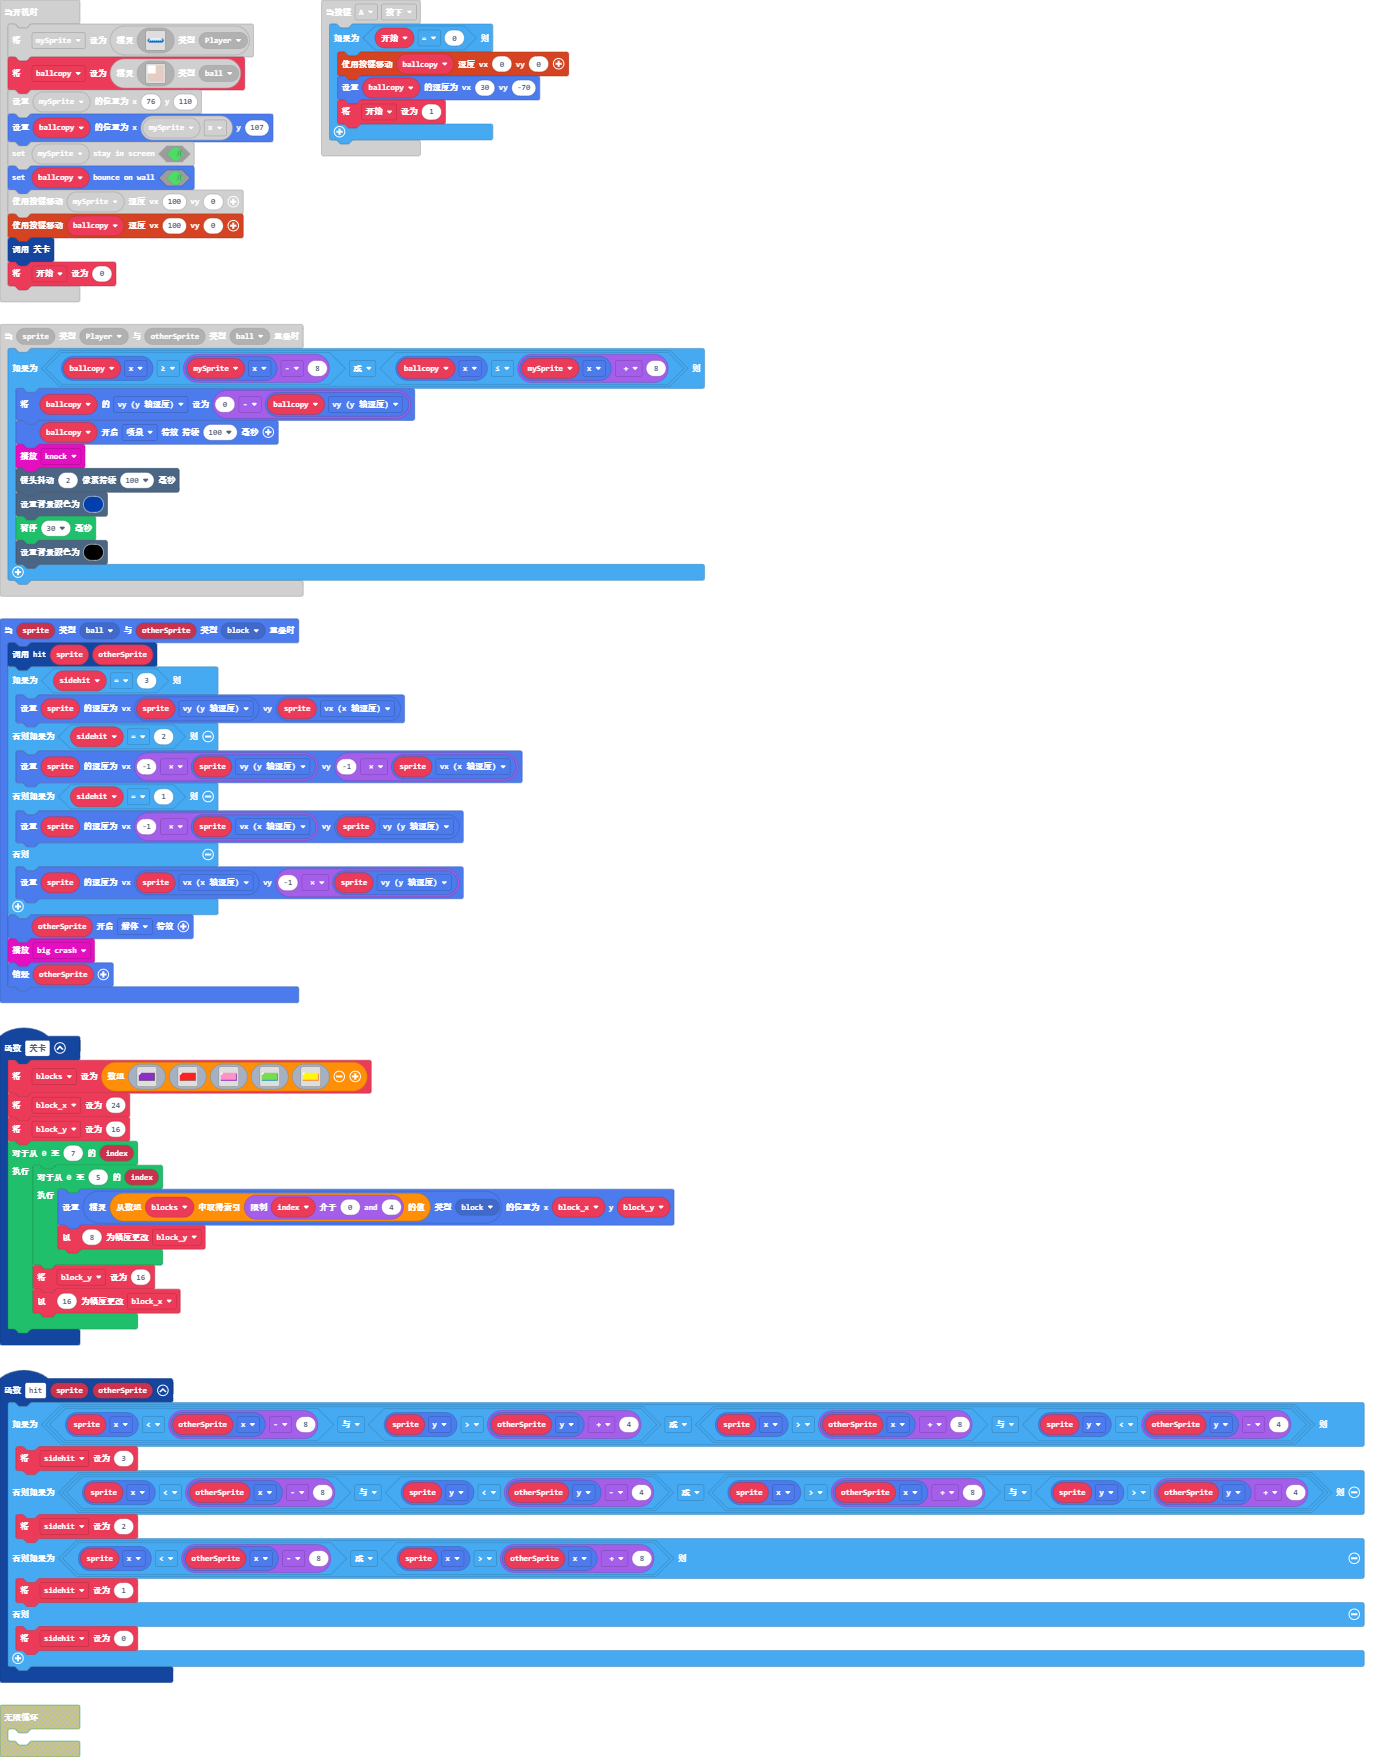 当开机时
将 mySprite 设为 精灵 类型 Player
将 ballcopy 设为 精灵 类型 ball
设置 mySprite 的位置为 x 76 y 110
设置 ballcopy 的位置为 x mySprite x y 107
set mySprite stay in screen
set ballcopy bounce on wall
使用按键移动 mySprite 速度 vx 100 vy 0
使用按键移动 ballcopy 速度 vx 100 vy 0
调用 关卡
将 开始 设为 0
当按键 A 按下
如果为 开始 = 0 则
使用按键移动 ballcopy 速度 vx 0 vy 0
设置 ballcopy 的速度为 vx 30 vy -70
将 开始 设为 1
当 sprite 类型 Player 与 otherSprite 类型 ball 重叠时
如果为 ballcopy x ≥ mySprite x - 8 或 ballcopy x ≤ mySprite x + 8 则
将 ballcopy 的 vy (y 轴速度) 设为 0 - ballcopy vy (y 轴速度)
ballcopy 开启 喷泉 特效 持续 100 毫秒
播放 knock
镜头抖动 2 像素持续 100 毫秒
设置背景颜色为
暂停 30 毫秒
设置背景颜色为
当 sprite 类型 ball 与 otherSprite 类型 block 重叠时
调用 hit sprite otherSprite
如果为 sidehit = 3 则
设置 sprite 的速度为 vx sprite vy (y 轴速度) vy sprite vx (x 轴速度)
否则如果为 sidehit = 2 则
设置 sprite 的速度为 vx -1 × sprite vy (y 轴速度) vy -1 × sprite vx (x 轴速度)
否则如果为 sidehit = 1 则
设置 sprite 的速度为 vx -1 × sprite vx (x 轴速度) vy sprite vy (y 轴速度)
否则
设置 sprite 的速度为 vx sprite vx (x 轴速度) vy -1 × sprite vy (y 轴速度)
otherSprite 开启 解体 特效
播放 big crash
销毁 otherSprite
函数 关卡
将 blocks 设为 数组
将 block_x 设为 24
将 block_y 设为 16
对于从 0 至 7 的 index
执行 对于从 0 至 5 的 index
执行 设置 精灵 从数组 blocks 中取得索引 限制 index 介于 0 and 4 的值 类型 block 的位置为 x block_x y block_y
以 8 为幅度更改 block_y
将 block_y 设为 16
以 16 为幅度更改 block_x
函数 hit sprite otherSprite
如果为 sprite x < otherSprite x - 8 与 sprite y > otherSprite y + 4 或 sprite x > otherSprite x + 8 与 sprite y < otherSprite y - 4 则
将 sidehit 设为 3
否则如果为 sprite x < otherSprite x - 8 与 sprite y < otherSprite y - 4 或 sprite x > otherSprite x + 8 与 sprite y > otherSprite y + 4 则
将 sidehit 设为 2
否则如果为 sprite x < otherSprite x - 8 或 sprite x > otherSprite x + 8 则
将 sidehit 设为 1
否则
将 sidehit 设为 0
无限循环